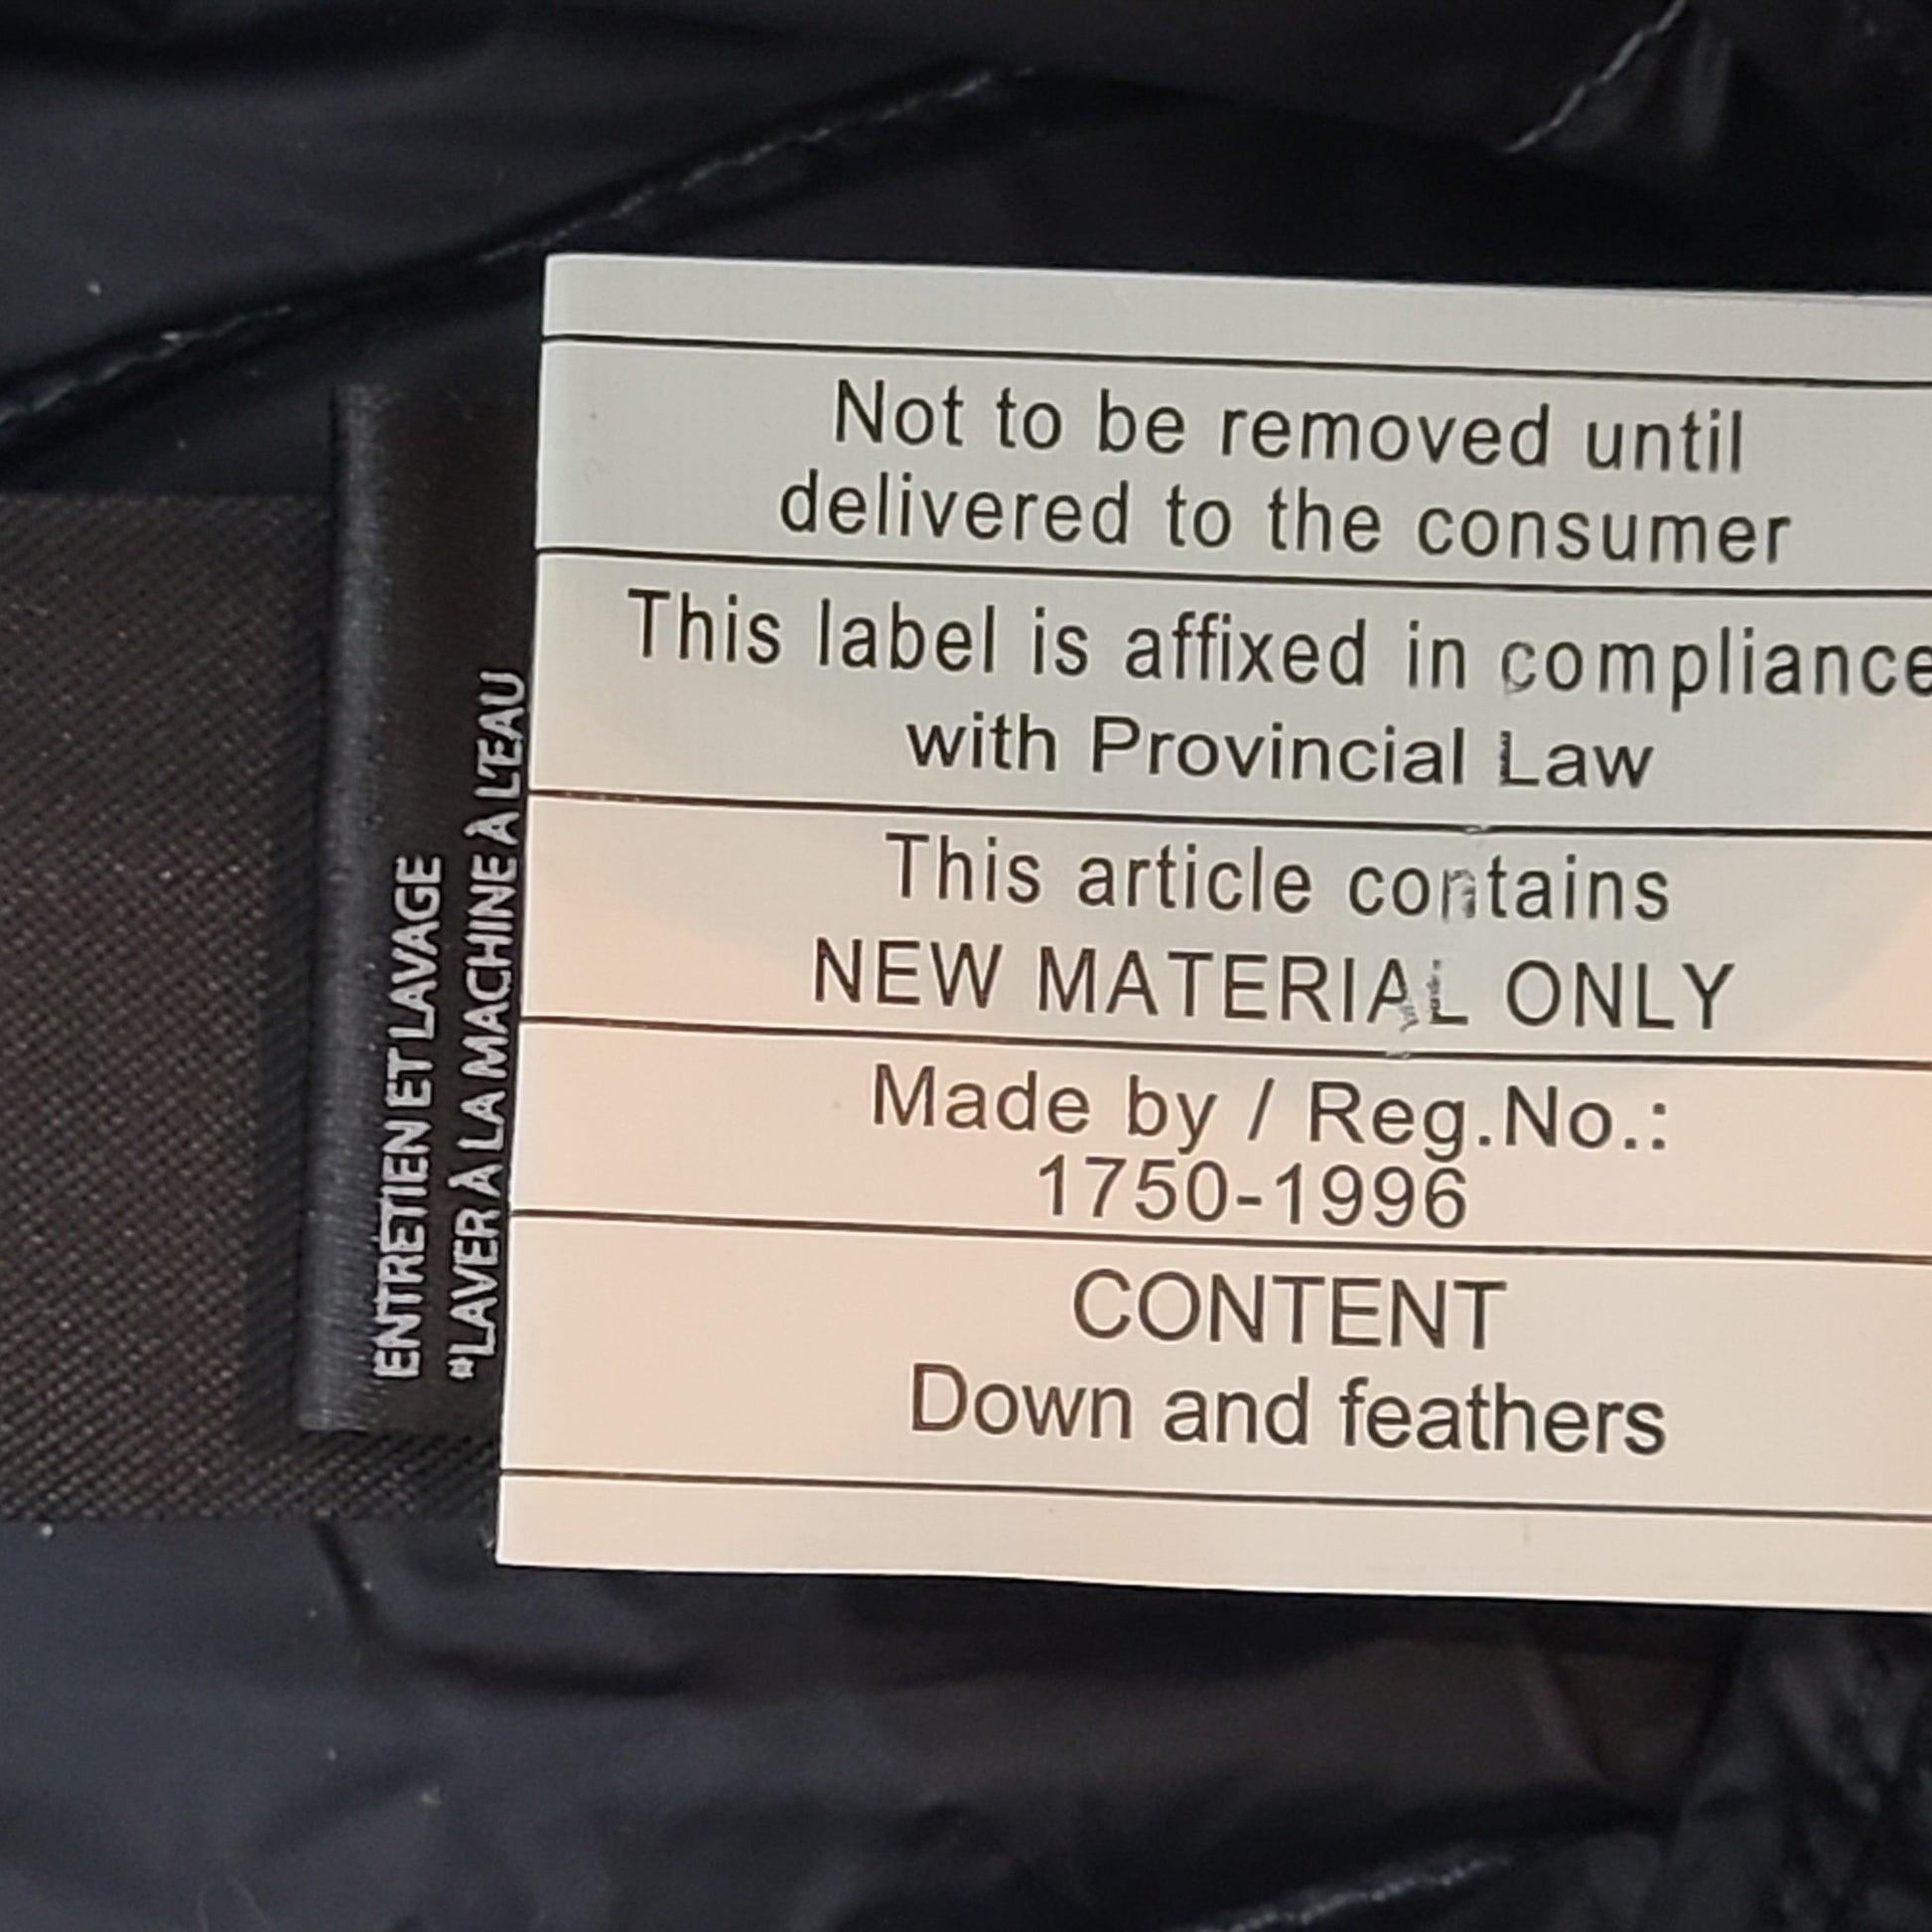 Not to be removed until
delivered to the consumer
This label is affixed in compliance
with Provincial Law
This article contains
NEW MATERIAL ONLY
Made by / Reg.No.:
1750-1996
CONTENT
Down and feathers
ENTRETIEN ET LAVAGE
"LAVER À LA MACHINE À L'EAU